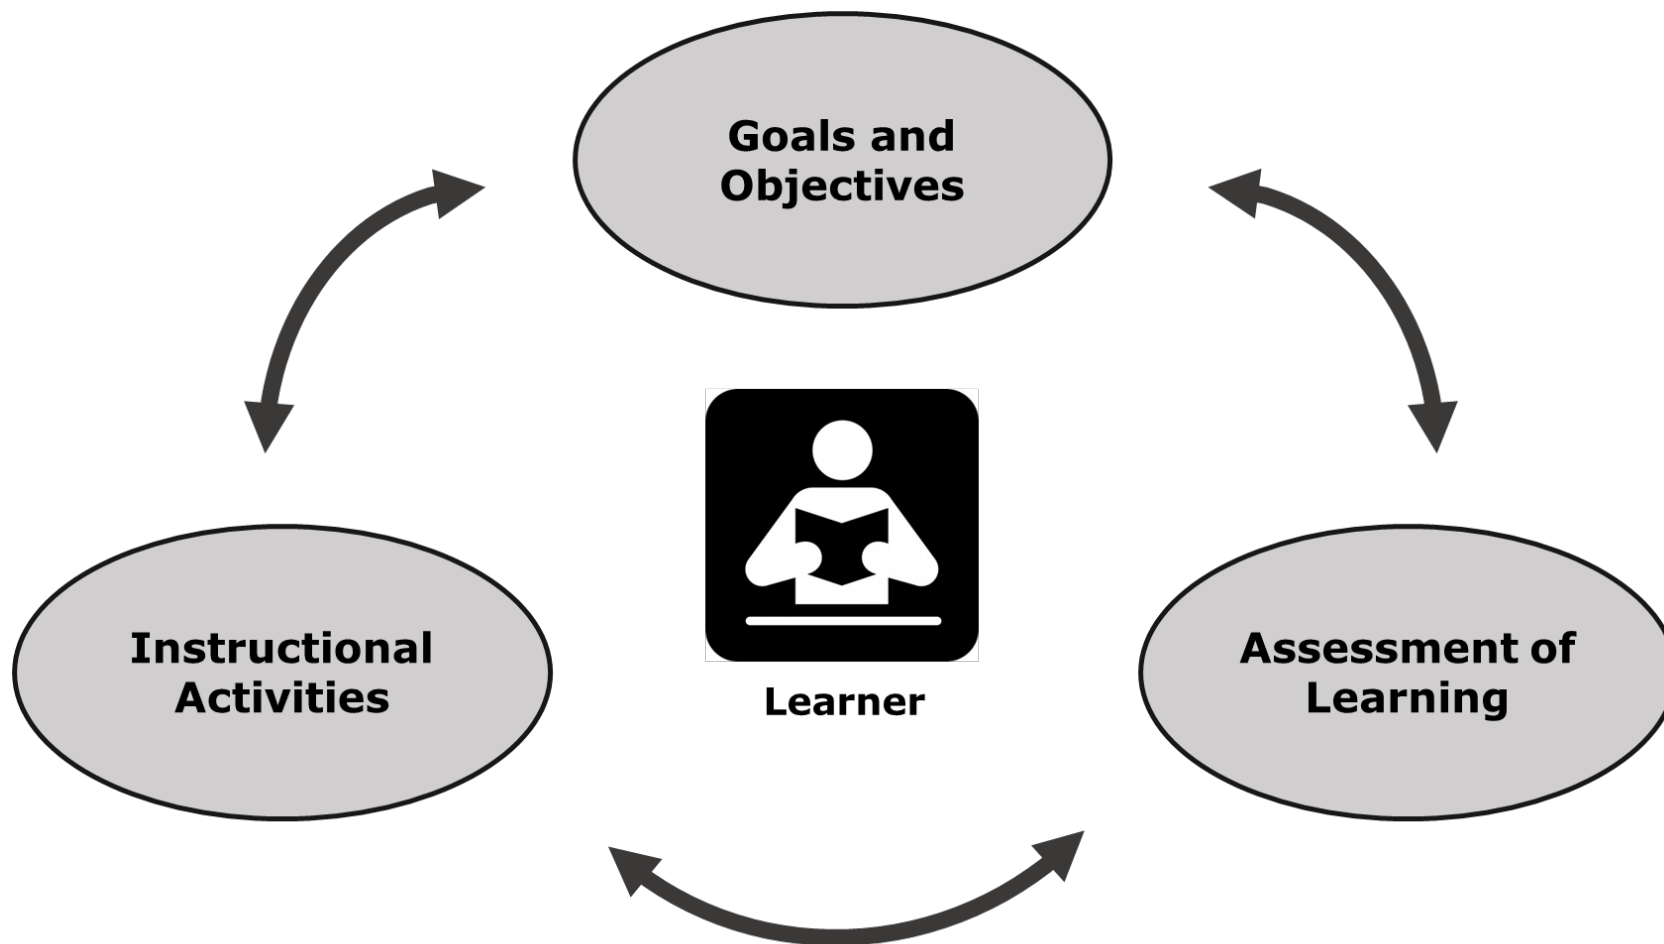 Goals and
Objectives
Instructional
Activities
Learner
Assessment of
Learning